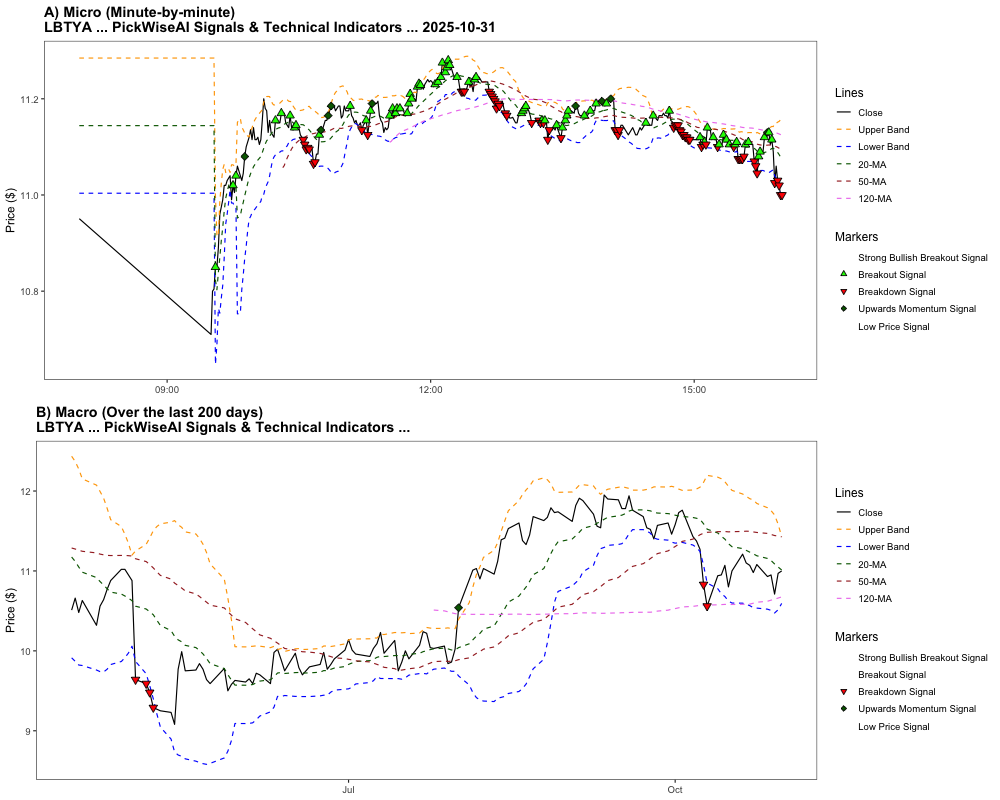 A) Micro (Minute-by-minute)
LBTYA ... PickWiseAI Signals & Technical Indicators ... 2025-10-31
Price ($)
11.2
11.0
10.8
09:00
12:00
15:00
Lines
Close
Upper Band
Lower Band
20-MA
50-MA
120-MA
Markers
Strong Bullish Breakout Signal
Breakout Signal
Breakdown Signal
Upwards Momentum Signal
Low Price Signal
B) Macro (Over the last 200 days)
LBTYA ... PickWiseAI Signals & Technical Indicators ...
Price ($)
12
11
10
9
Jul
Oct
Lines
Close
Upper Band
Lower Band
20-MA
50-MA
120-MA
Markers
Strong Bullish Breakout Signal
Breakout Signal
Breakdown Signal
Upwards Momentum Signal
Low Price Signal